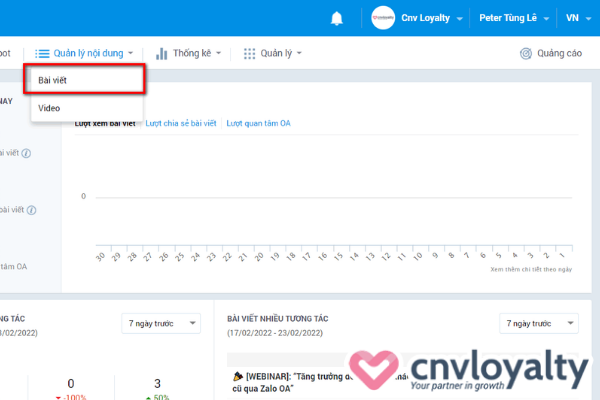 Cnv Loyalty Peter Tùng Lê VN
Quản lý nội dung Thống kê Quản lý Quảng cáo
Bài viết
NAY
Video
Lượt xem bài viết Lượt chia sẻ bài viết Lượt quan tâm OA
viết
0
bài viết
30 29 28 27 26 25 24 23 22 21 20 19 18 17 16 15 14 13 12 11 10 9 8 7 6 5 4 3 2 1
tâm OA
Xem thêm chi tiết theo ngày
TÁC 7 ngày trước BÀI VIẾT NHIỀU TƯƠNG TÁC 7 ngày trước
/02/2022) (17/02/2022 - 23/02/2022)
[WEBINAR]: "Tăng trưởng
cũ qua Zalo OA"
0 3
-100% 50%
cnvloyalty
Your partner in growth